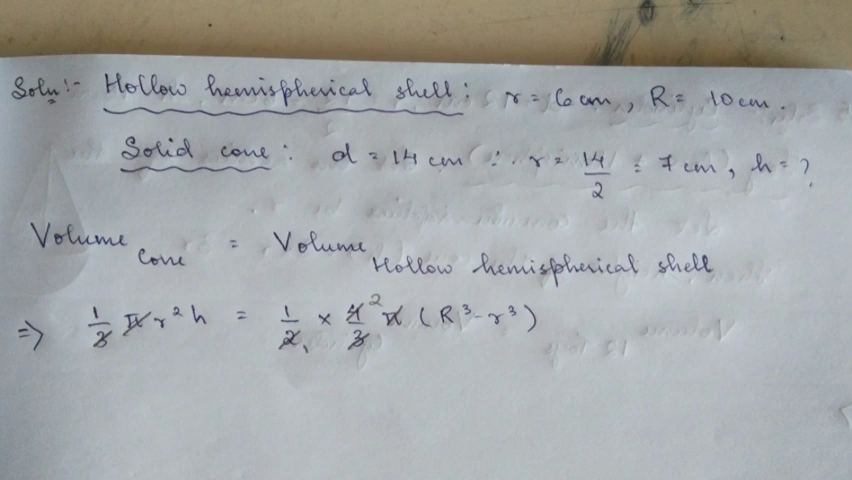 Soln:- Hollow hemispherical shell: r = 6 cm, R = 10 cm.
Solid cone: d = 14 cm ∴ r = 14/2 = 7 cm, h = ?
Volume cone = Volume Hollow hemispherical shell
=> 1/3 π r² h = 1/2 × 4/3 π (R³ - r³)